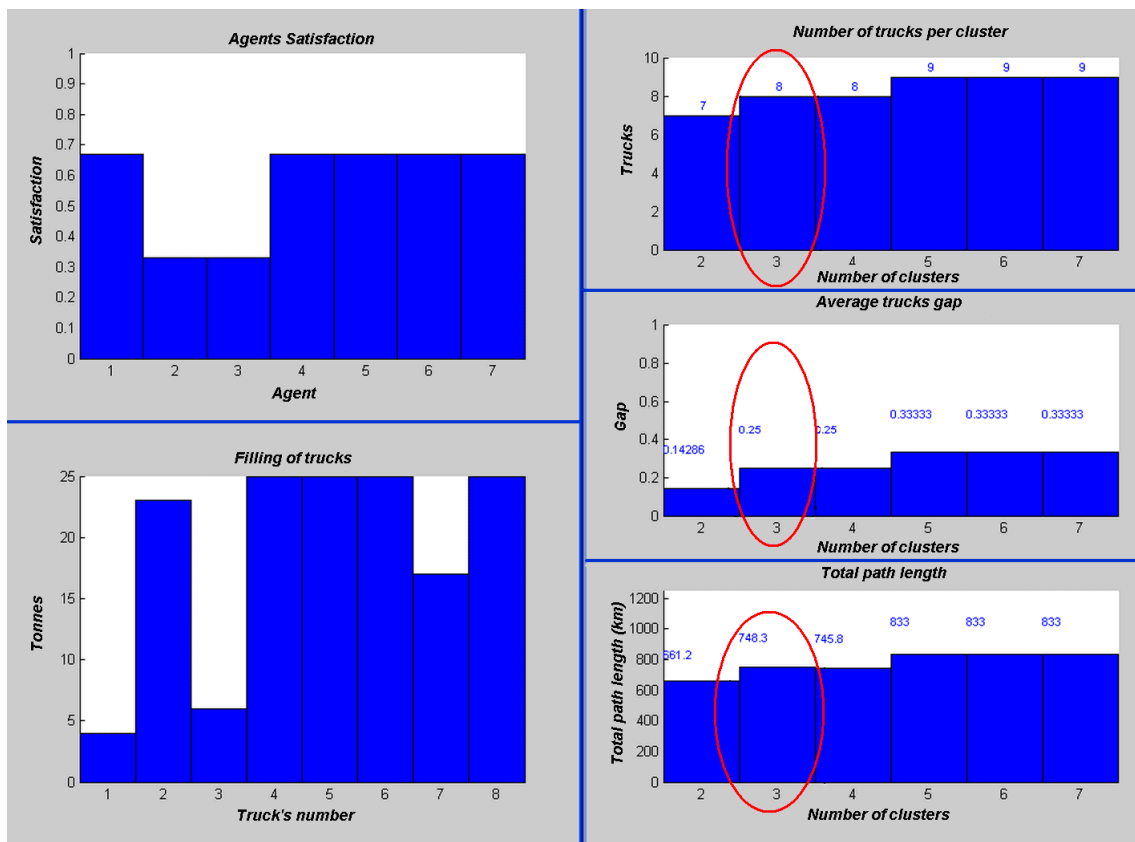 Agents Satisfaction
1
0.9
0.8
0.7
0.6
0.5
0.4
0.3
0.2
0.1
0
Satisfaction
1 2 3 4 5 6 7
Agent
Filling of trucks
25
20
15
10
5
0
Tonnes
1 2 3 4 5 6 7 8
Truck's number
Number of trucks per cluster
10
8
6
4
2
0
Trucks
7 8 8 9 9 9
2 3 4 5 6 7
Number of clusters
Average trucks gap
1
0.8
0.6
0.4
0.2
0
Gap
0.14286 0.25 0.25 0.33333 0.33333 0.33333
2 3 4 5 6 7
Number of clusters
Total path length
1200
1000
800
600
400
200
0
Total path length (km)
661.2 748.3 745.8 833 833 833
2 3 4 5 6 7
Number of clusters